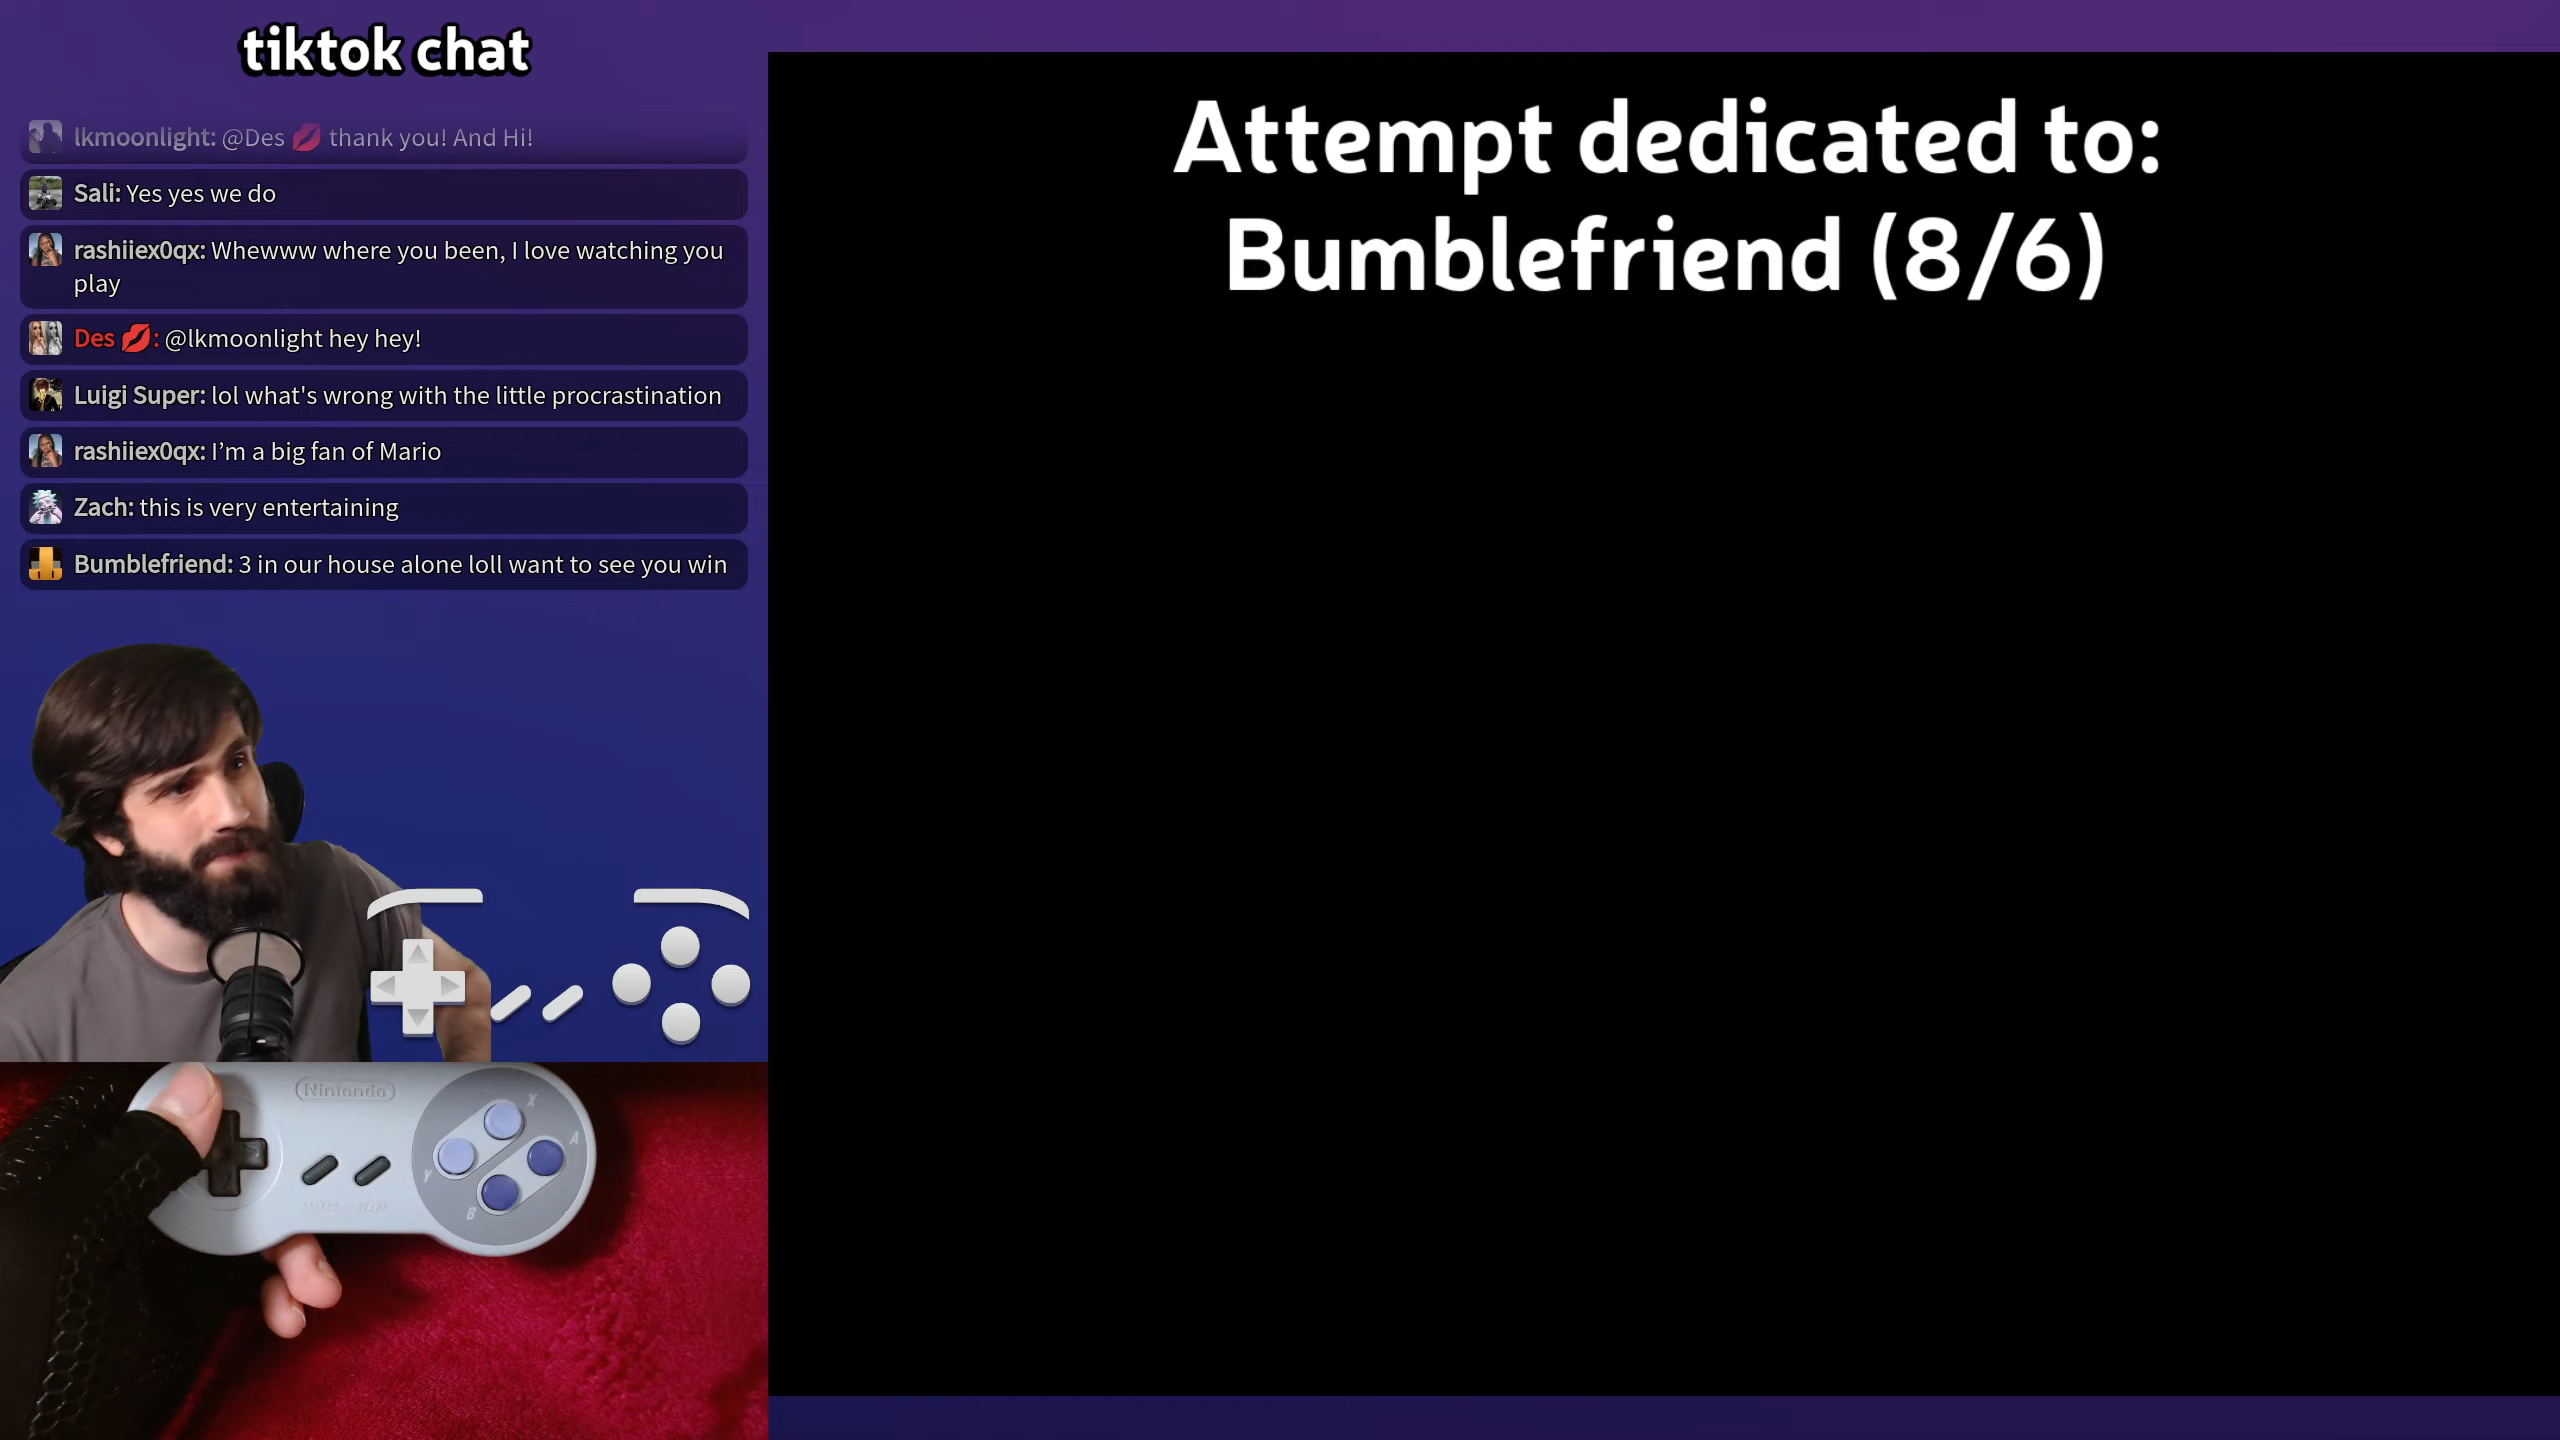 tiktok chat
lkmoonlight: @Des 💋 thank you! And Hi!
Sali: Yes yes we do
rashiiex0qx: Whewww where you been, I love watching you
play
Des 💋: @lkmoonlight hey hey!
Luigi Super: lol what's wrong with the little procrastination
rashiiex0qx: I’m a big fan of Mario
Zach: this is very entertaining
Bumblefriend: 3 in our house alone loll want to see you win
Attempt dedicated to:
Bumblefriend (8/6)
Nintendo
X
A
Y
B
SELECT START